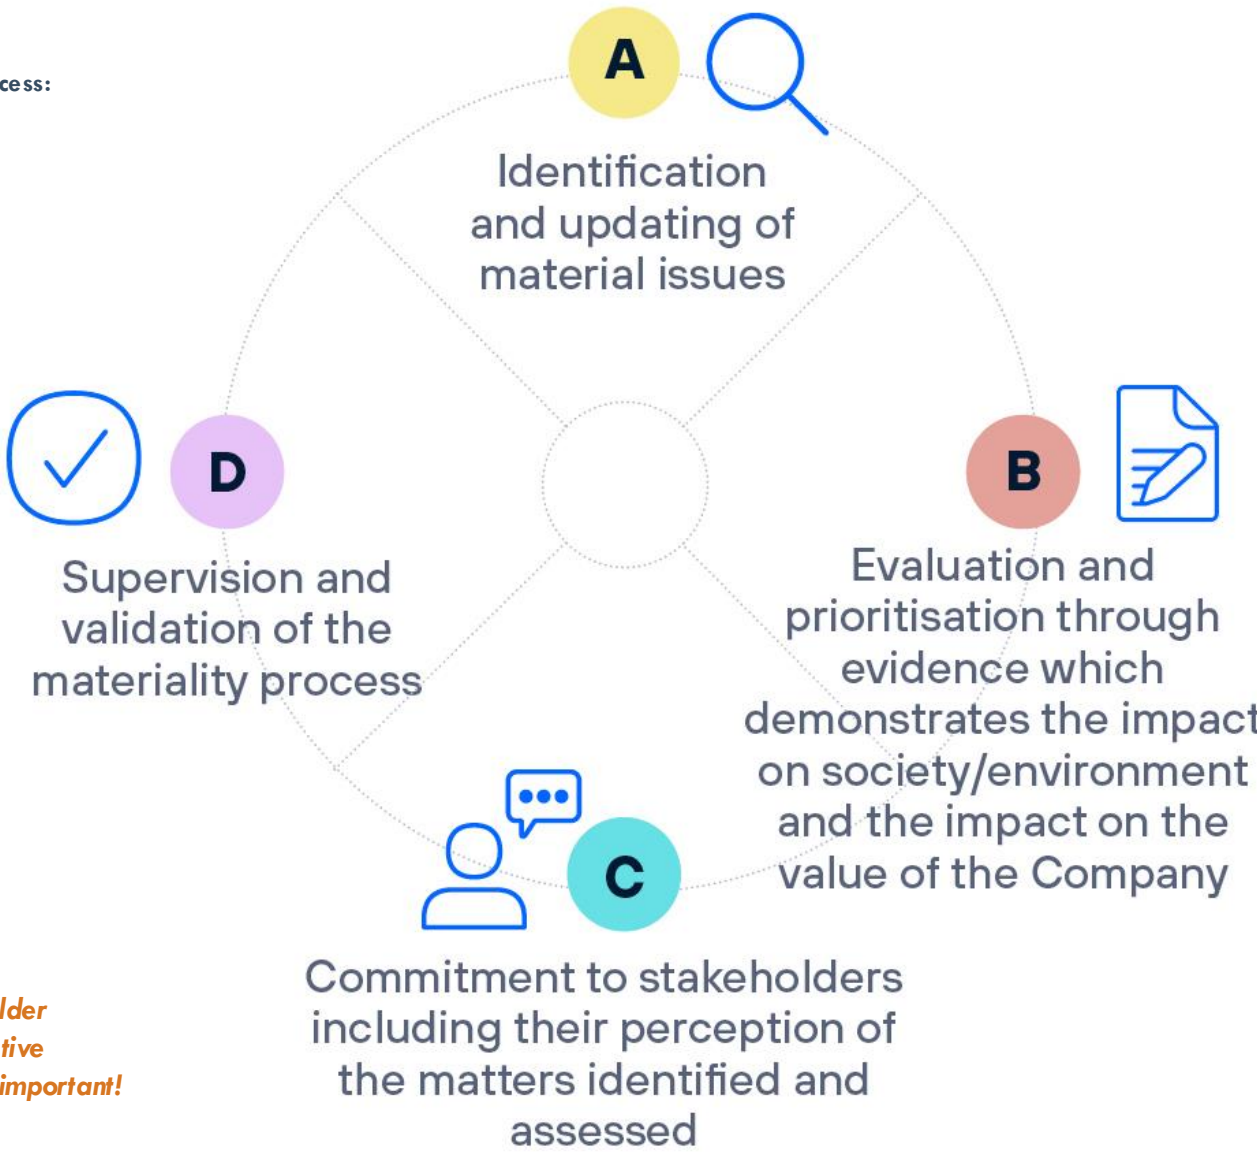 cess:
A
Identification
and updating of
material issues
B
Evaluation and
prioritisation through
evidence which
demonstrates the impact
on society/environment
and the impact on the
value of the Company
C
Commitment to stakeholders
including their perception of
the matters identified and
assessed
D
Supervision and
validation of the
materiality process
lder
tive
important!